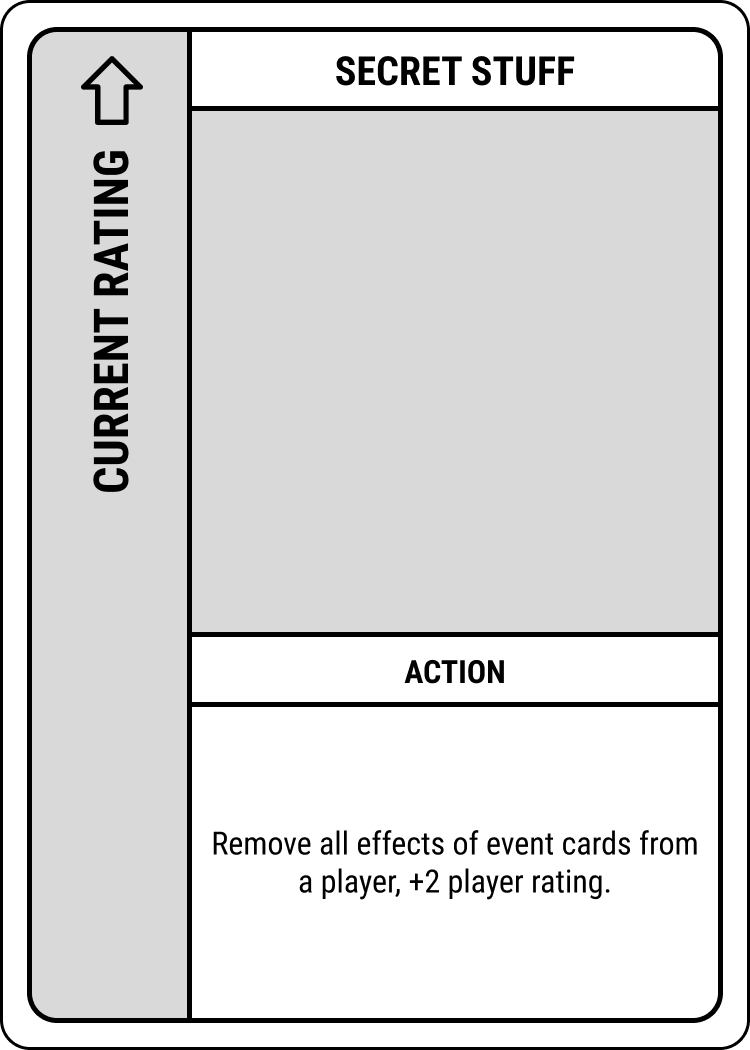 SECRET STUFF
CURRENT RATING
ACTION
Remove all effects of event cards from
a player, +2 player rating.